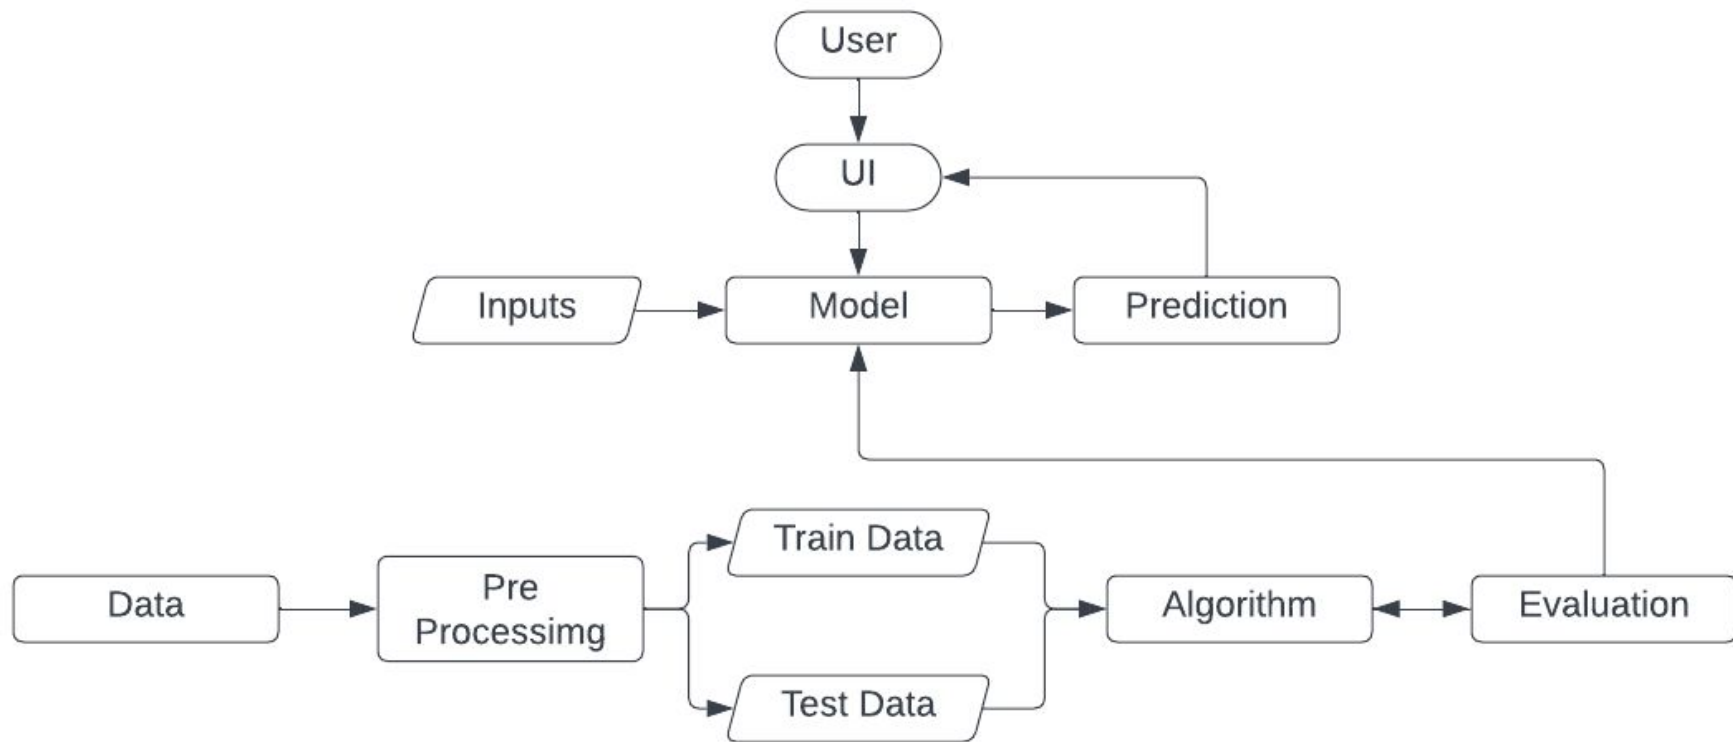 User
UI
Inputs
Model
Prediction
Train Data
Data
Pre
Processimg
Algorithm
Evaluation
Test Data